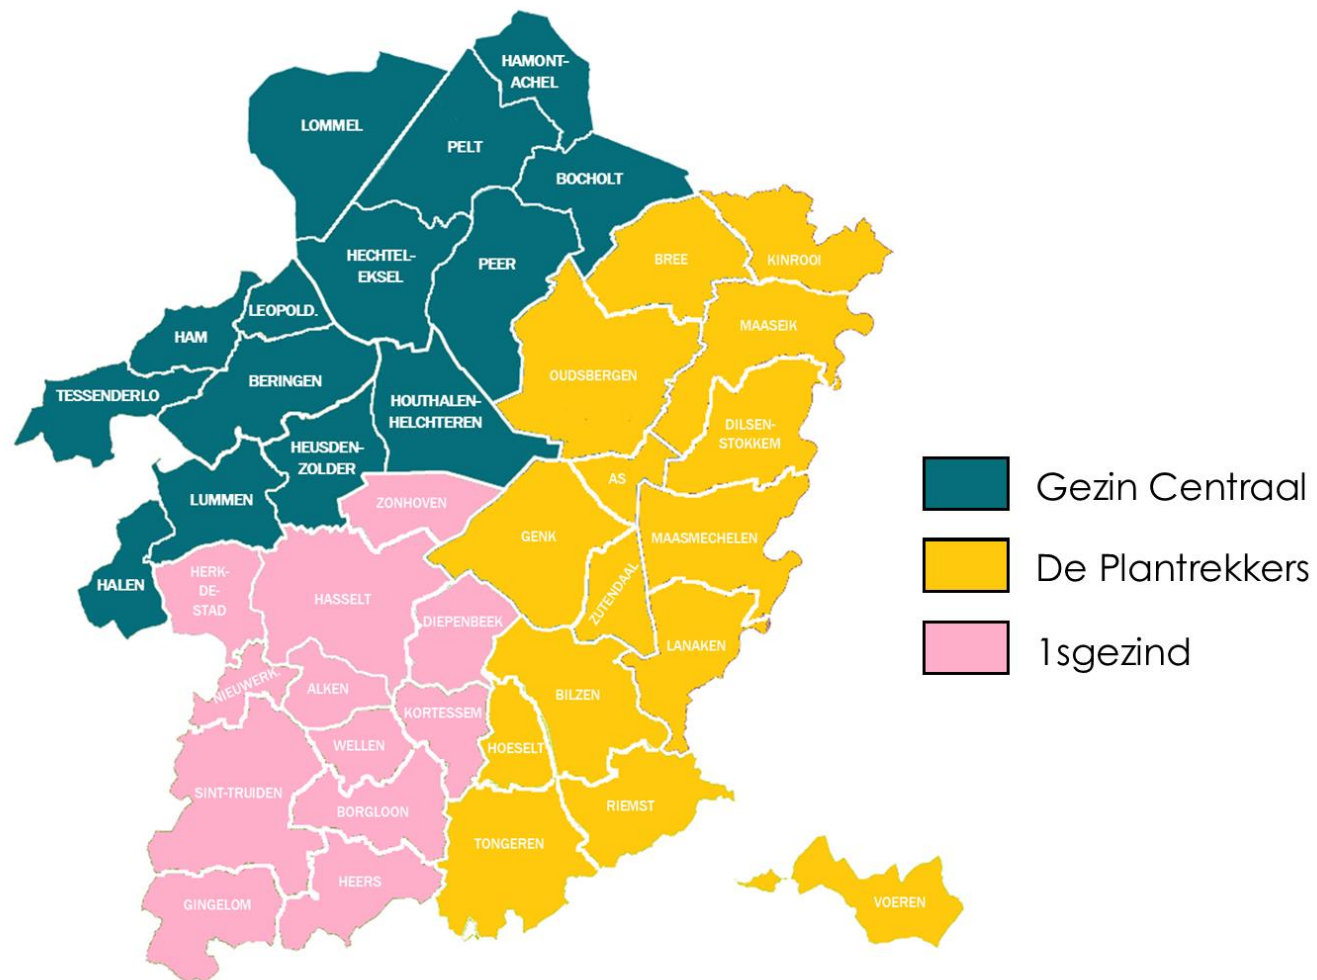 HAMONT-
ACHEL
LOMMEL
PELT
BOCHOLT
HECHTEL-
EKSEL
PEER
BREE
KINROOI
LEOPOLD.
HAM
MAASEIK
BERINGEN
OUDSBERGEN
TESSENDERLO
HOUTHALEN-
HELCHTEREN
DILSEN-
STOKKEM
HEUSDEN-
ZOLDER
AS
LUMMEN
ZONHOVEN
GENK
MAASMECHELEN
HALEN
HERK-
DE-
STAD
HASSELT
ZUTENDAAL
DIEPENBEEK
LANAKEN
NIEUWERK.
ALKEN
BILZEN
KORTESSEM
WELLEN
HOESELT
SINT-TRUIDEN
BORGLOON
RIEMST
TONGEREN
HEERS
GINGELOM
VOEREN
Gezin Centraal
De Plantrekkers
1sgezind